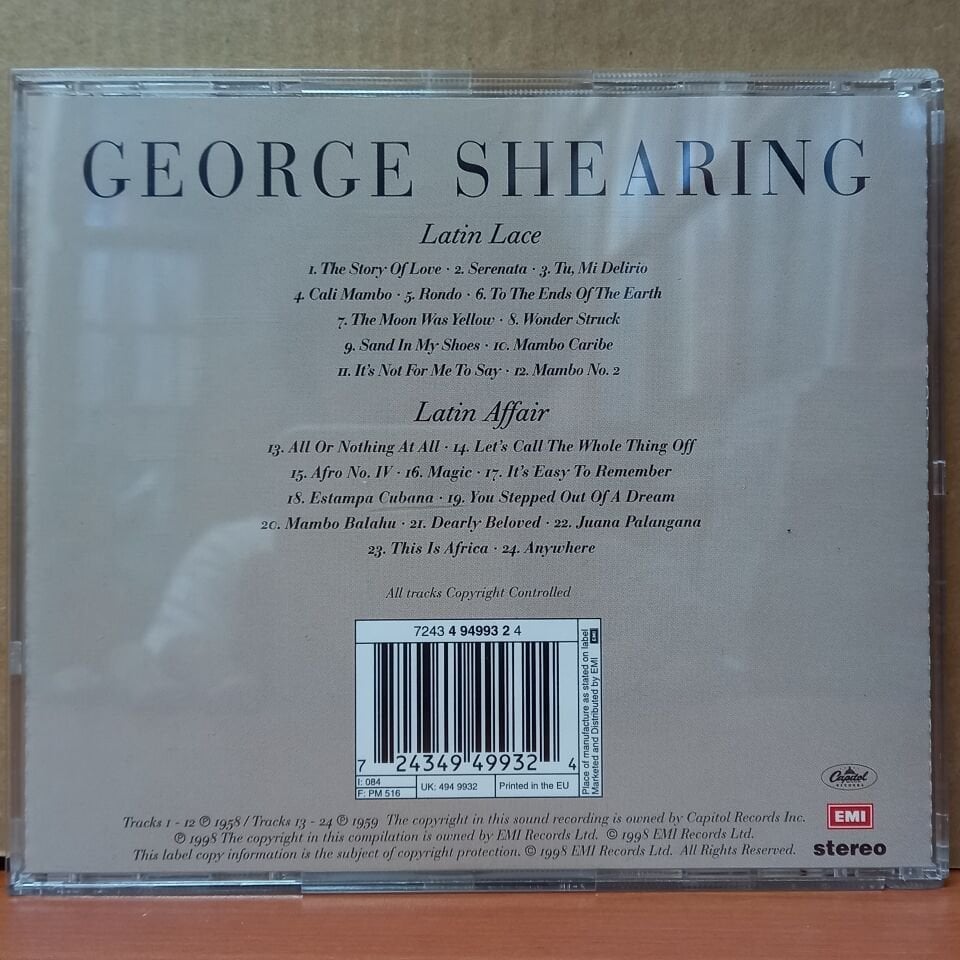 GEORGE SHEARING
Latin Lace
1. The Story Of Love · 2. Serenata · 3. Tu, Mi Delirio
4. Cali Mambo · 5. Rondo · 6. To The Ends Of The Earth
7. The Moon Was Yellow · 8. Wonder Struck
9. Sand In My Shoes · 10. Mambo Caribe
11. It's Not For Me To Say · 12. Mambo No. 2
Latin Affair
13. All Or Nothing At All · 14. Let's Call The Whole Thing Off
15. Afro No. IV · 16. Magic · 17. It's Easy To Remember
18. Estampa Cubana · 19. You Stepped Out Of A Dream
20. Mambo Balahu · 21. Dearly Beloved · 22. Juana Palangana
23. This Is Africa · 24. Anywhere
All tracks Copyright Controlled
7243 4 94993 2 4
7 24349 49932 4
I: 084
F: PM 516
UK: 494 9932
Printed in the EU
Place of manufacture as stated on label
Marketed and Distributed by EMI
EMI
Capitol
RECORDS
EMI
stereo
Tracks 1 - 12 ℗ 1958 / Tracks 13 - 24 ℗ 1959 The copyright in this sound recording is owned by Capitol Records Inc.
℗ 1998 The copyright in this compilation is owned by EMI Records Ltd. © 1998 EMI Records Ltd.
This label copy information is the subject of copyright protection. © 1998 EMI Records Ltd. All Rights Reserved.